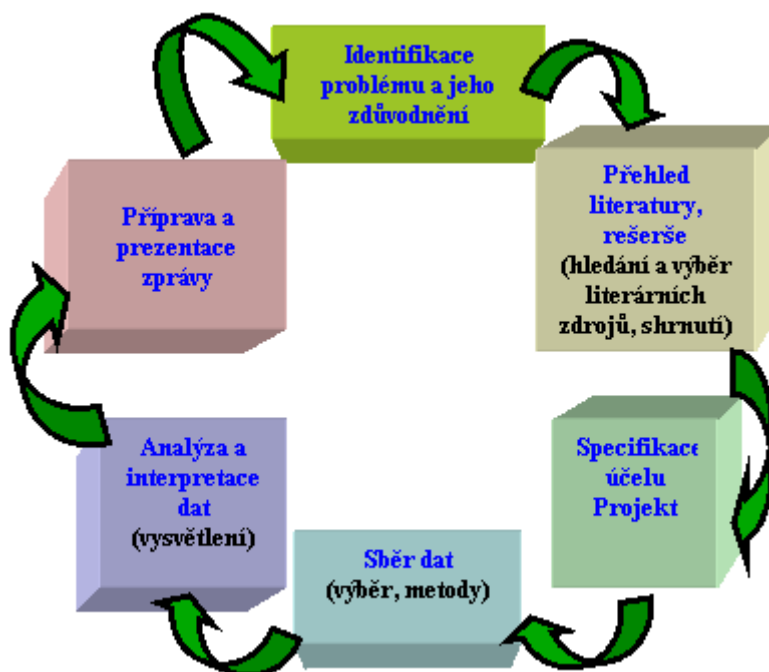 Identifikace
problému a jeho
zdůvodnění
Přehled
literatury,
rešerše
(hledání a výběr
literárních
zdrojů, shrnutí)
Specifikace
účelu
Projekt
Sběr dat
(výběr, metody)
Analýza a
interpretace
dat
(vysvětlení)
Příprava a
prezentace
zprávy